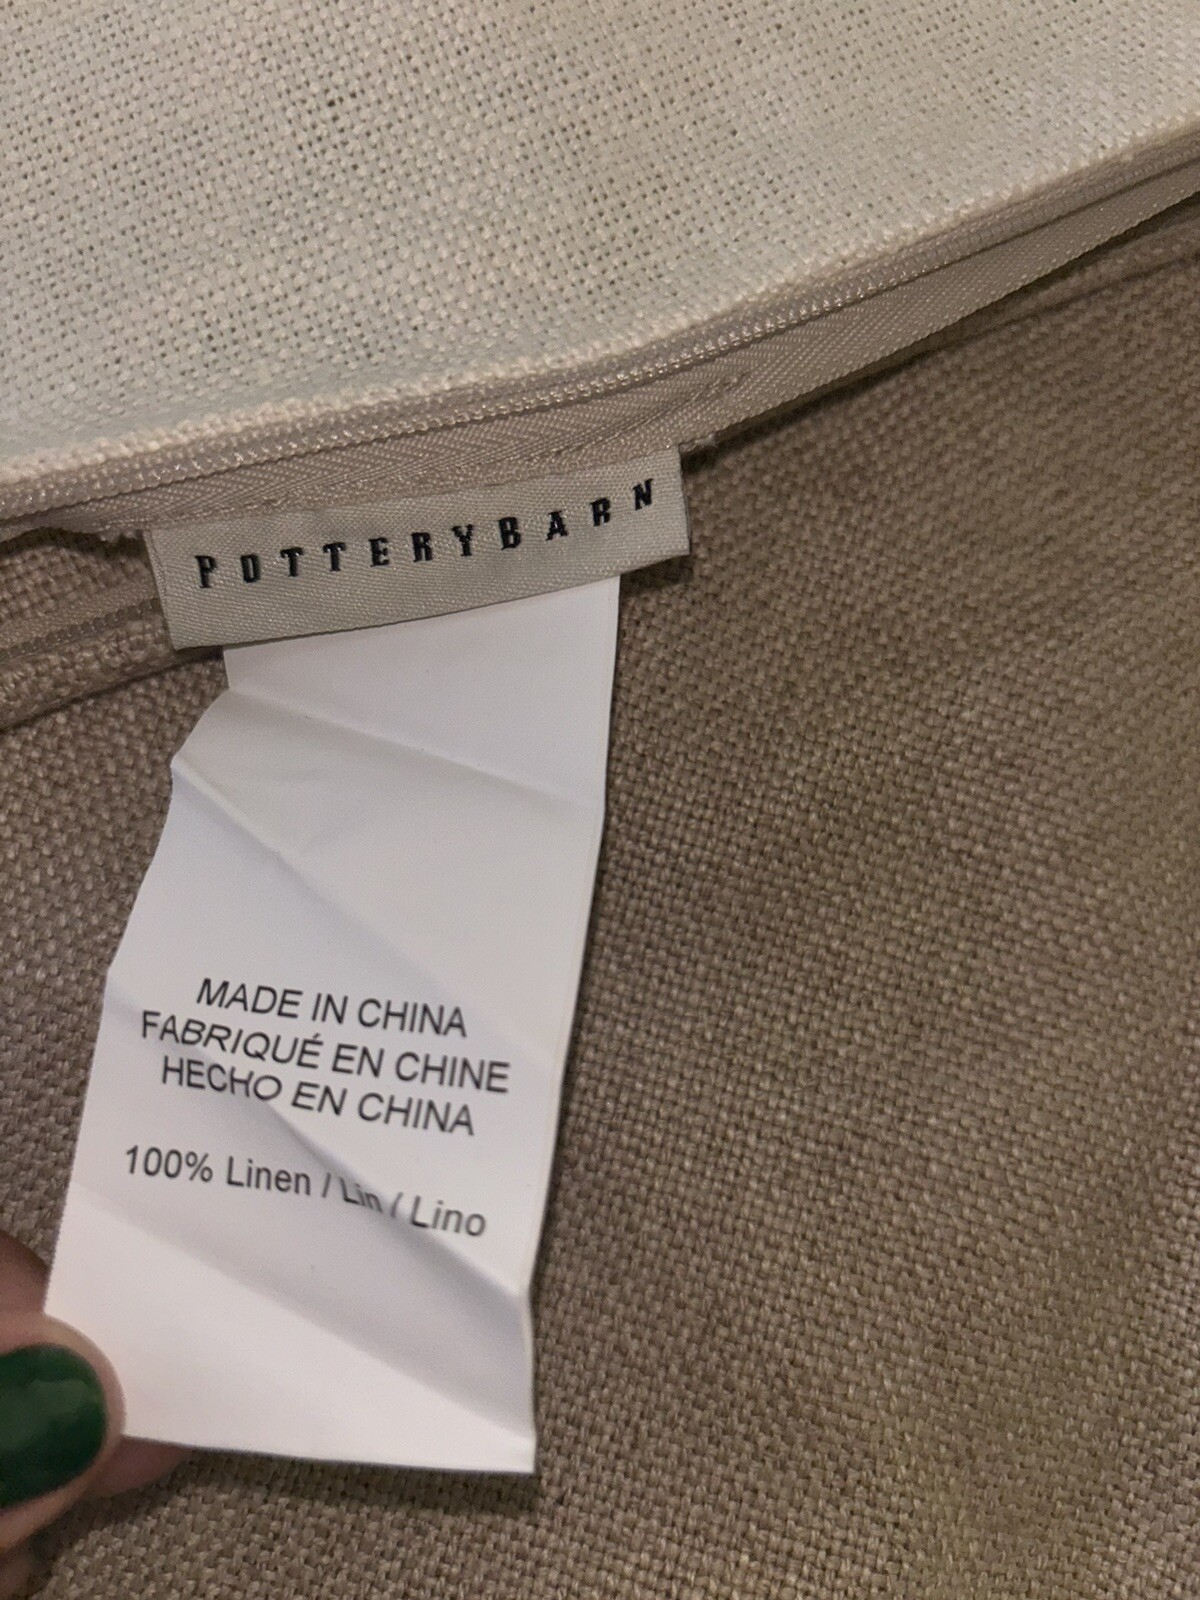 POTTERYBARN
MADE IN CHINA
FABRIQUÉ EN CHINE
HECHO EN CHINA
100% Linen / Lin / Lino